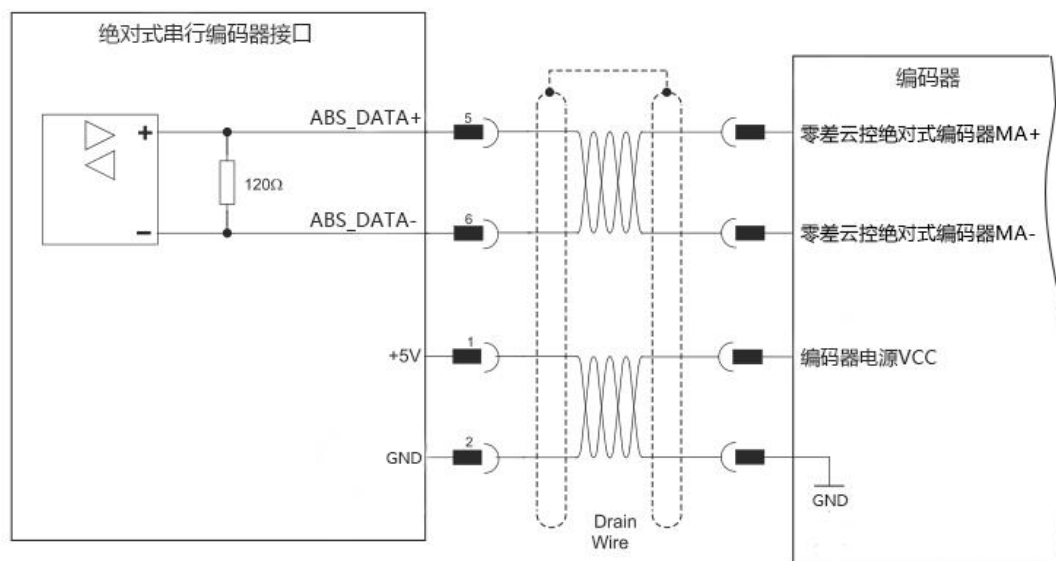 绝对式串行编码器接口
编码器
+
ABS_DATA+
5
零差云控绝对式编码器MA+
120Ω
−
ABS_DATA-
6
零差云控绝对式编码器MA-
+5V
1
编码器电源VCC
GND
2
GND
Drain
Wire